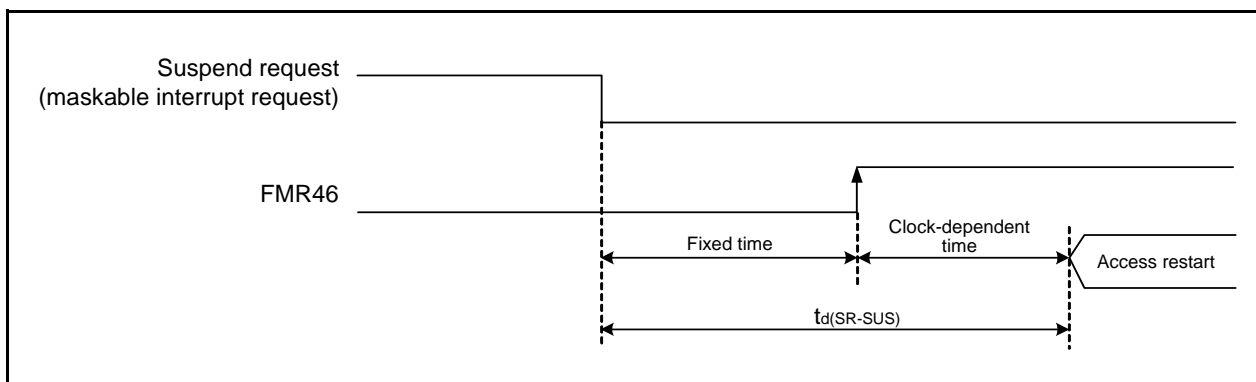 Suspend request
(maskable interrupt request)
FMR46
Fixed time
Clock-dependent
time
Access restart
td(SR-SUS)